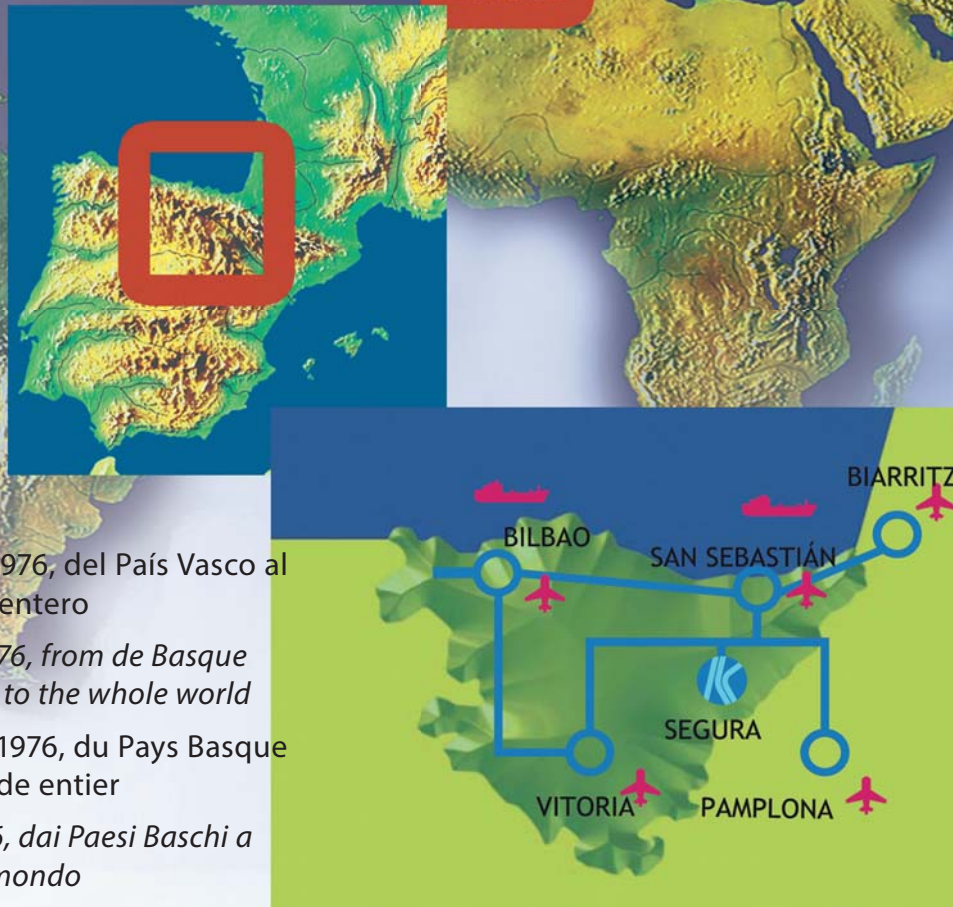 976, del País Vasco al
entero
76, from de Basque
to the whole world
1976, du Pays Basque
de entier
, dai Paesi Baschi a
mondo
BIARRITZ
BILBAO
SAN SEBASTIÁN
SEGURA
VITORIA
PAMPLONA